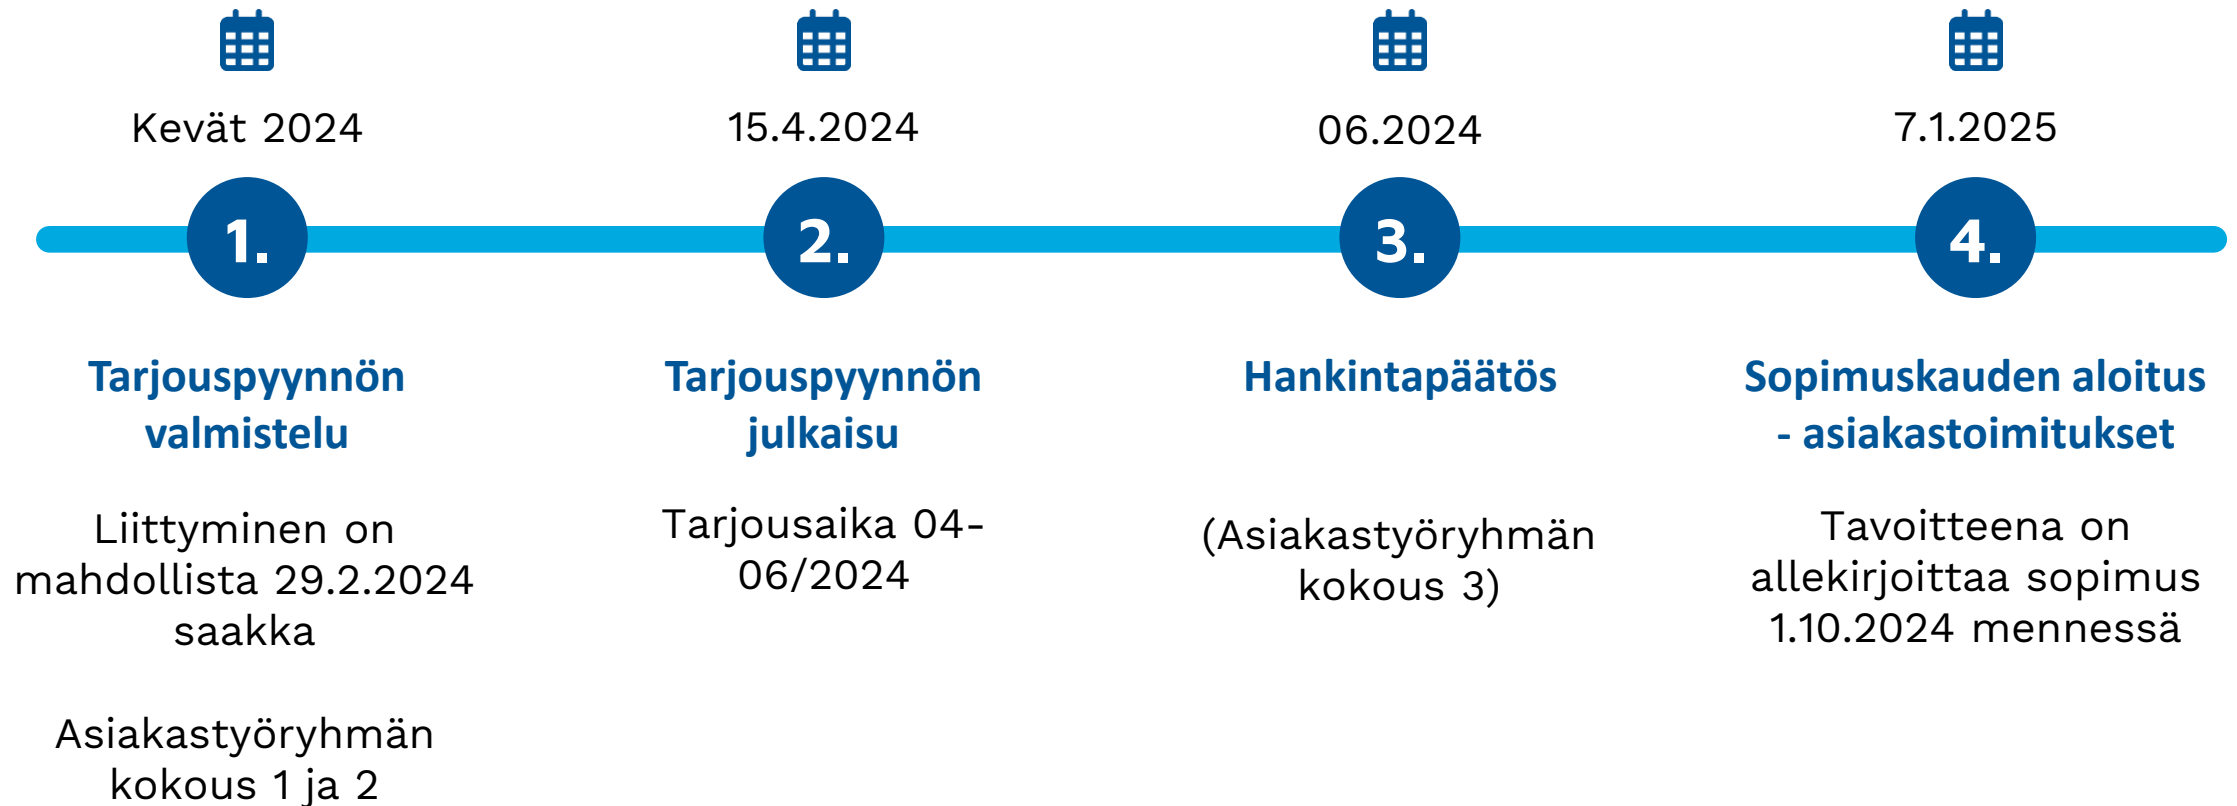 Kevät 2024
1.
Tarjouspyynnön
valmistelu
Liittyminen on
mahdollista 29.2.2024
saakka
Asiakastyöryhmän
kokous 1 ja 2
15.4.2024
2.
Tarjouspyynnön
julkaisu
Tarjousaika 04-
06/2024
06.2024
3.
Hankintapäätös
(Asiakastyöryhmän
kokous 3)
7.1.2025
4.
Sopimuskauden aloitus
- asiakastoimitukset
Tavoitteena on
allekirjoittaa sopimus
1.10.2024 mennessä